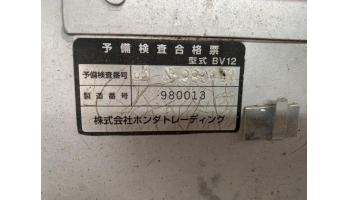 予備検査合格票
型式 BV12
予備検査番号
製造番号 980013
株式会社ホンダトレーディング